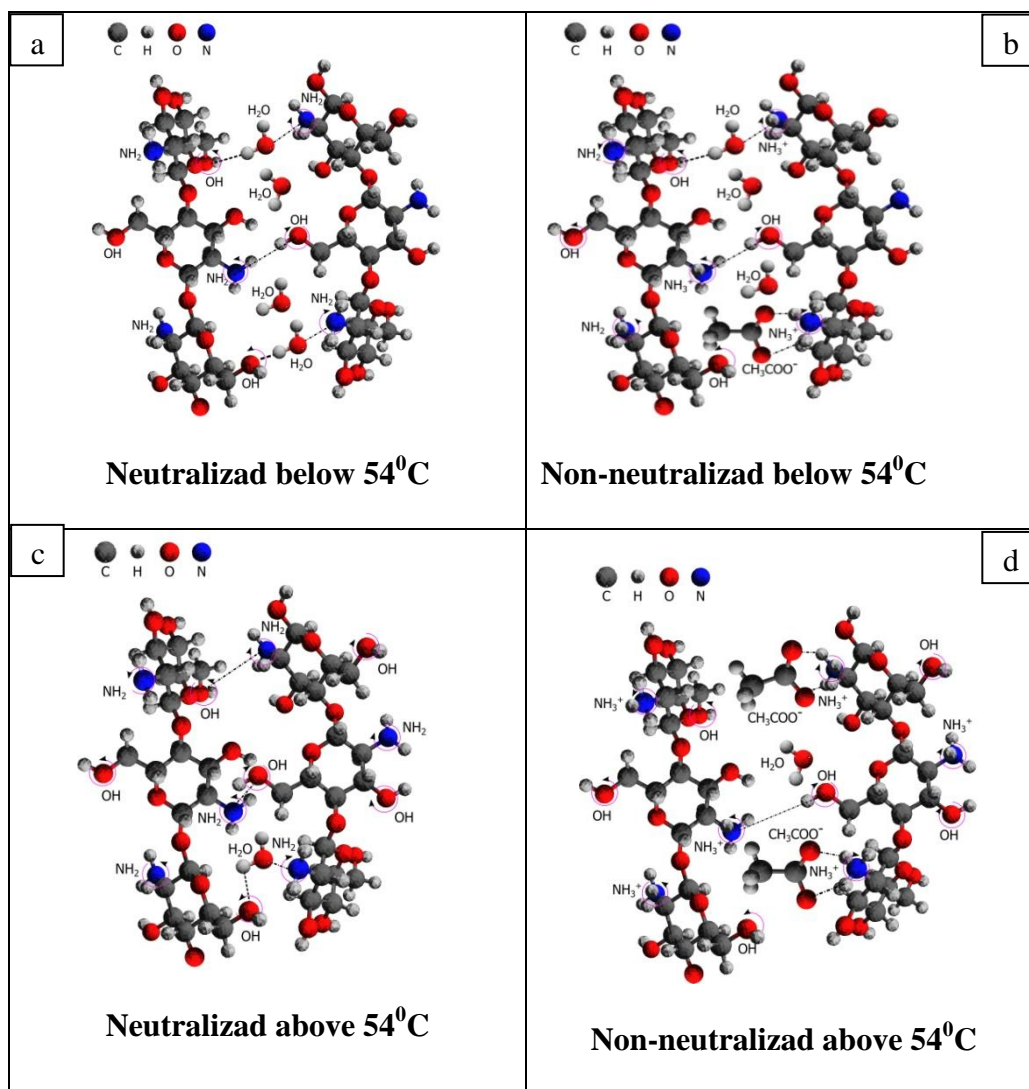 a
C H O N
NH₂
H₂O
NH₂
OH
H₂O
OH
OH
NH₂
H₂O
NH₂
NH₂
H₂O
OH
Neutralizad below 54⁰C
b
C H O N
H₂O
NH₂
NH₃⁺
OH
H₂O
OH
OH
NH₃⁺
H₂O
NH₂
NH₃⁺
OH
CH₃COO⁻
Non-neutralizad below 54⁰C
c
C H O N
NH₂
OH
NH₂
OH
NH₂
OH
OH
NH₂
OH
NH₂
H₂O
NH₂
OH
Neutralizad above 54⁰C
d
C H O N
OH
NH₃⁺
CH₃COO⁻
NH₃⁺
NH₃⁺
OH
H₂O
OH
OH
OH
NH₃⁺
CH₃COO⁻
NH₃⁺
NH₃⁺
OH
Non-neutralizad above 54⁰C